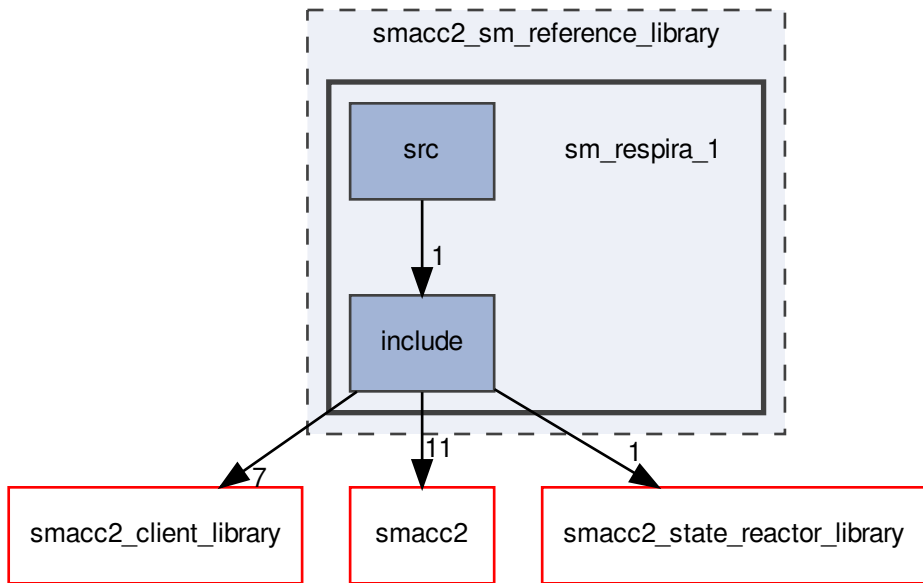 smacc2_sm_reference_library
src
sm_respira_1
1
include
7
11
1
smacc2_client_library
smacc2
smacc2_state_reactor_library